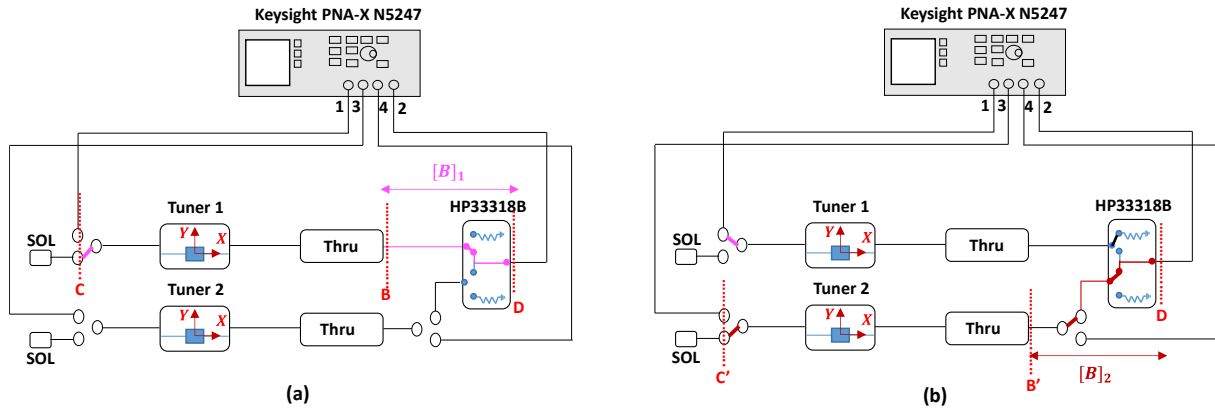 Keysight PNA-X N5247
1 3 4 2
[B]1
HP33318B
Tuner 1
Y
X
Thru
SOL
C
B
D
Tuner 2
Y
X
Thru
SOL
(a)
Keysight PNA-X N5247
1 3 4 2
HP33318B
Tuner 1
Y
X
Thru
SOL
D
Tuner 2
Y
X
Thru
SOL
C'
B'
[B]2
(b)